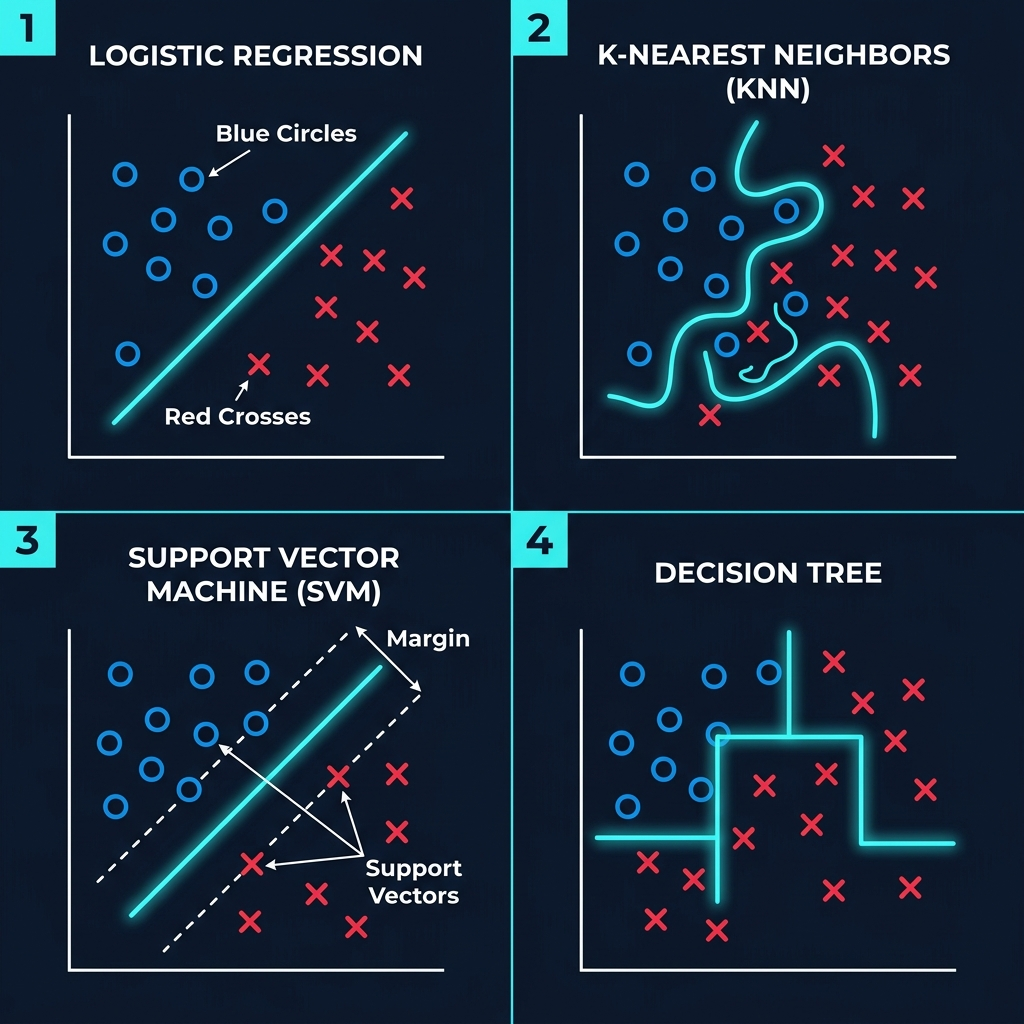 1
LOGISTIC REGRESSION
Blue Circles
Red Crosses
2
K-NEAREST NEIGHBORS
(KNN)
3
SUPPORT VECTOR
MACHINE (SVM)
Margin
Support
Vectors
4
DECISION TREE